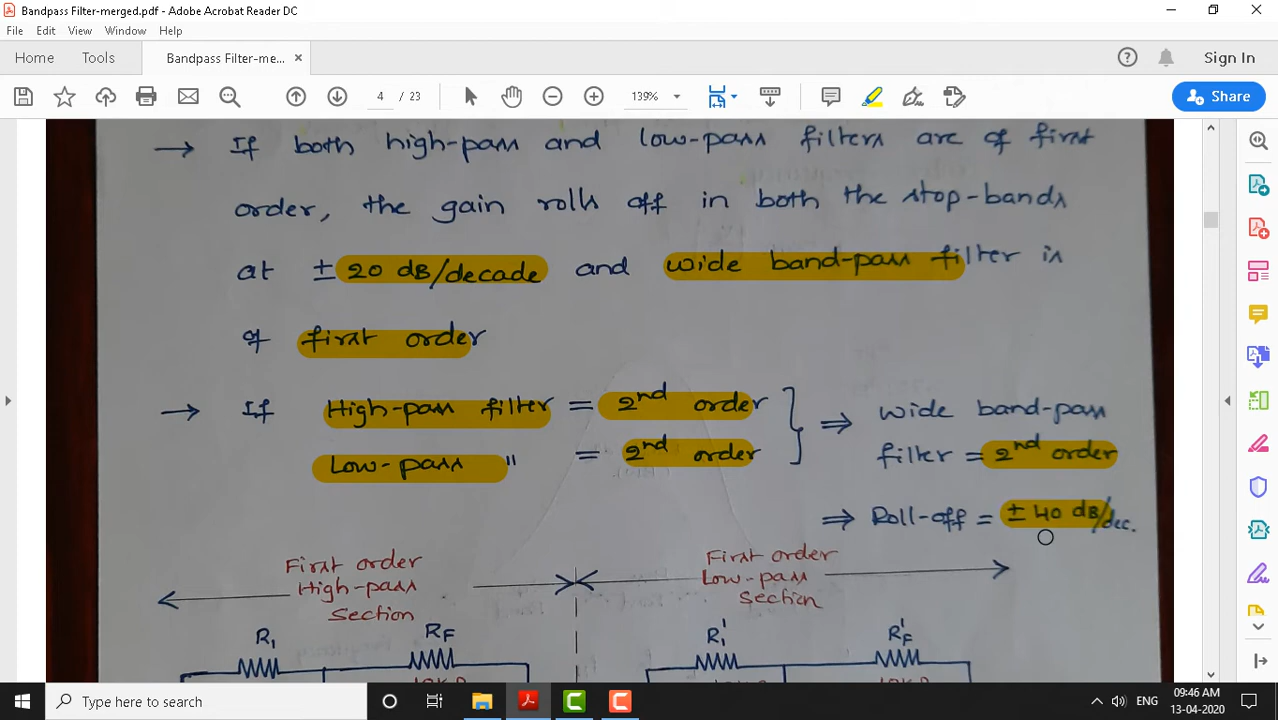 Bandpass Filter-merged.pdf - Adobe Acrobat Reader DC
File Edit View Window Help
Home Tools Bandpass Filter-me... × Sign In
4 / 23 139% Share
→ If both high-pass and low-pass filters are of first
order, the gain rolls off in both the stop-bands
at ± 20 dB/decade and wide band-pass filter is
of first order
→ If High-pass filter = 2nd order } ⇒ wide band-pass
Low-pass " = 2nd order filter = 2nd order
⇒ Roll-off = ± 40 dB/dec.
First order
High-pass
Section
First order
Low-pass
Section
R1 RF R1' RF'
Type here to search
ENG
09:46 AM
13-04-2020